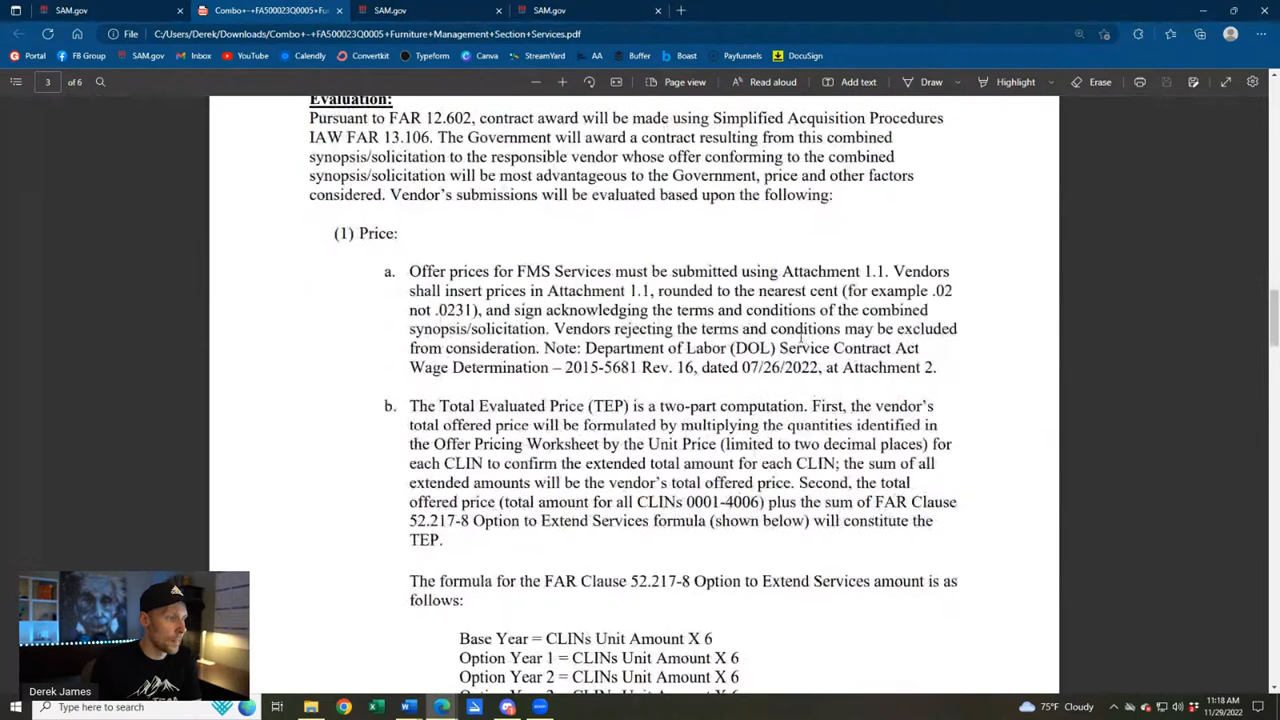 SAM.gov
Combo+-+FA500023Q0005+Fur
SAM.gov
SAM.gov
File
C:/Users/Derek/Downloads/Combo+-+FA500023Q0005+Furniture+Management+Section+Services.pdf
Portal
FB Group
SAM.gov
Inbox
YouTube
Calendly
Convertkit
Typeform
Canva
StreamYard
AA
Buffer
Boast
Payfunnels
DocuSign
3 of 6
Page view
Read aloud
Add text
Draw
Highlight
Erase
Evaluation:
Pursuant to FAR 12.602, contract award will be made using Simplified Acquisition Procedures
IAW FAR 13.106. The Government will award a contract resulting from this combined
synopsis/solicitation to the responsible vendor whose offer conforming to the combined
synopsis/solicitation will be most advantageous to the Government, price and other factors
considered. Vendor's submissions will be evaluated based upon the following:
(1) Price:
a. Offer prices for FMS Services must be submitted using Attachment 1.1. Vendors
shall insert prices in Attachment 1.1, rounded to the nearest cent (for example .02
not .0231), and sign acknowledging the terms and conditions of the combined
synopsis/solicitation. Vendors rejecting the terms and conditions may be excluded
from consideration. Note: Department of Labor (DOL) Service Contract Act
Wage Determination – 2015-5681 Rev. 16, dated 07/26/2022, at Attachment 2.
b. The Total Evaluated Price (TEP) is a two-part computation. First, the vendor's
total offered price will be formulated by multiplying the quantities identified in
the Offer Pricing Worksheet by the Unit Price (limited to two decimal places) for
each CLIN to confirm the extended total amount for each CLIN; the sum of all
extended amounts will be the vendor's total offered price. Second, the total
offered price (total amount for all CLINs 0001-4006) plus the sum of FAR Clause
52.217-8 Option to Extend Services formula (shown below) will constitute the
TEP.
The formula for the FAR Clause 52.217-8 Option to Extend Services amount is as
follows:
Base Year = CLINs Unit Amount X 6
Option Year 1 = CLINs Unit Amount X 6
Option Year 2 = CLINs Unit Amount X 6
Derek James
Type here to search
75°F Cloudy
11:18 AM
11/29/2022